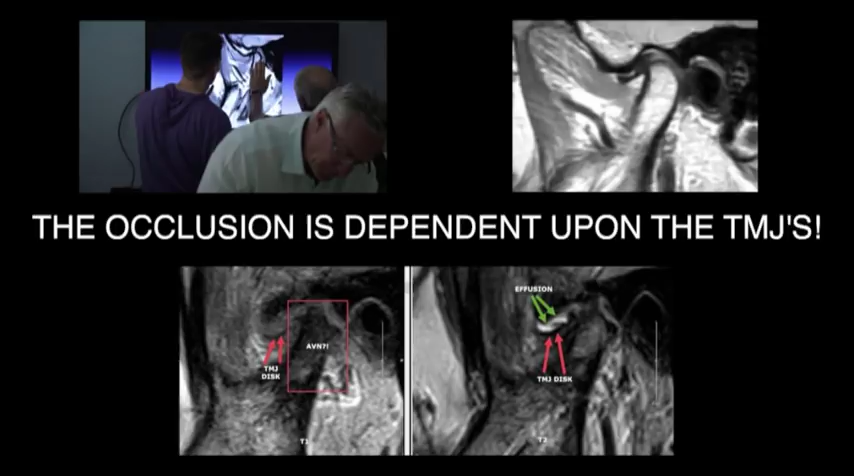 THE OCCLUSION IS DEPENDENT UPON THE TMJ'S!
AVN?!
TMJ
DISK
T1
EFFUSION
TMJ DISK
T2